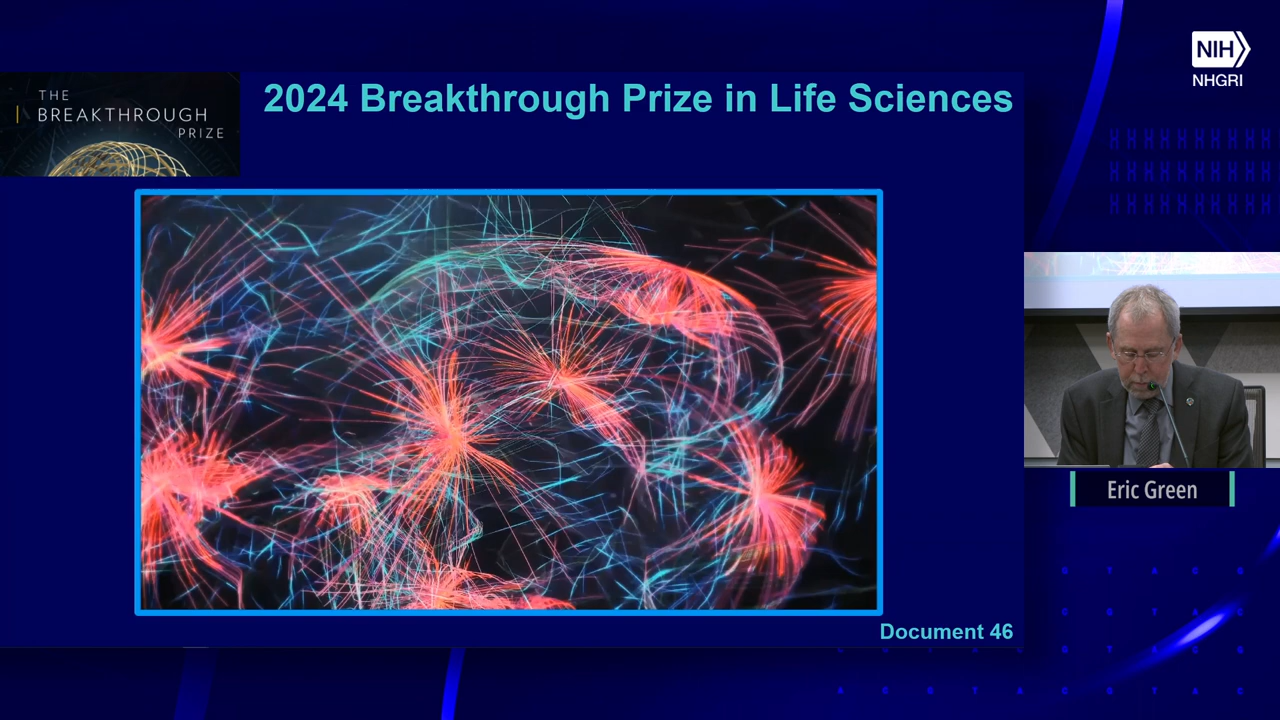 NIH
NHGRI
THE
BREAKTHROUGH
PRIZE
2024 Breakthrough Prize in Life Sciences
Eric Green
Document 46